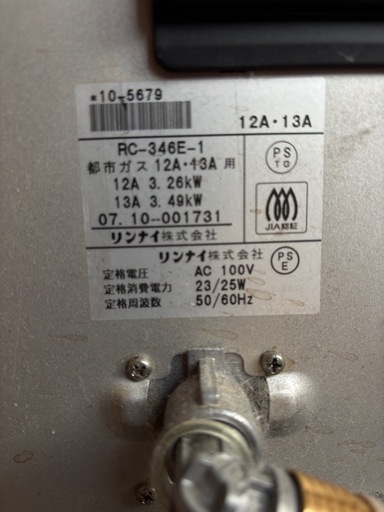 *10-5679
12A・13A
RC-346E-1
都市ガス 12A・13A 用
12A 3.26kW
13A 3.49kW
07.10-001731
リンナイ株式会社
PS
TG
JIA認証
リンナイ株式会社
PS
E
定格電圧 AC 100V
定格消費電力 23/25W
定格周波数 50/60Hz